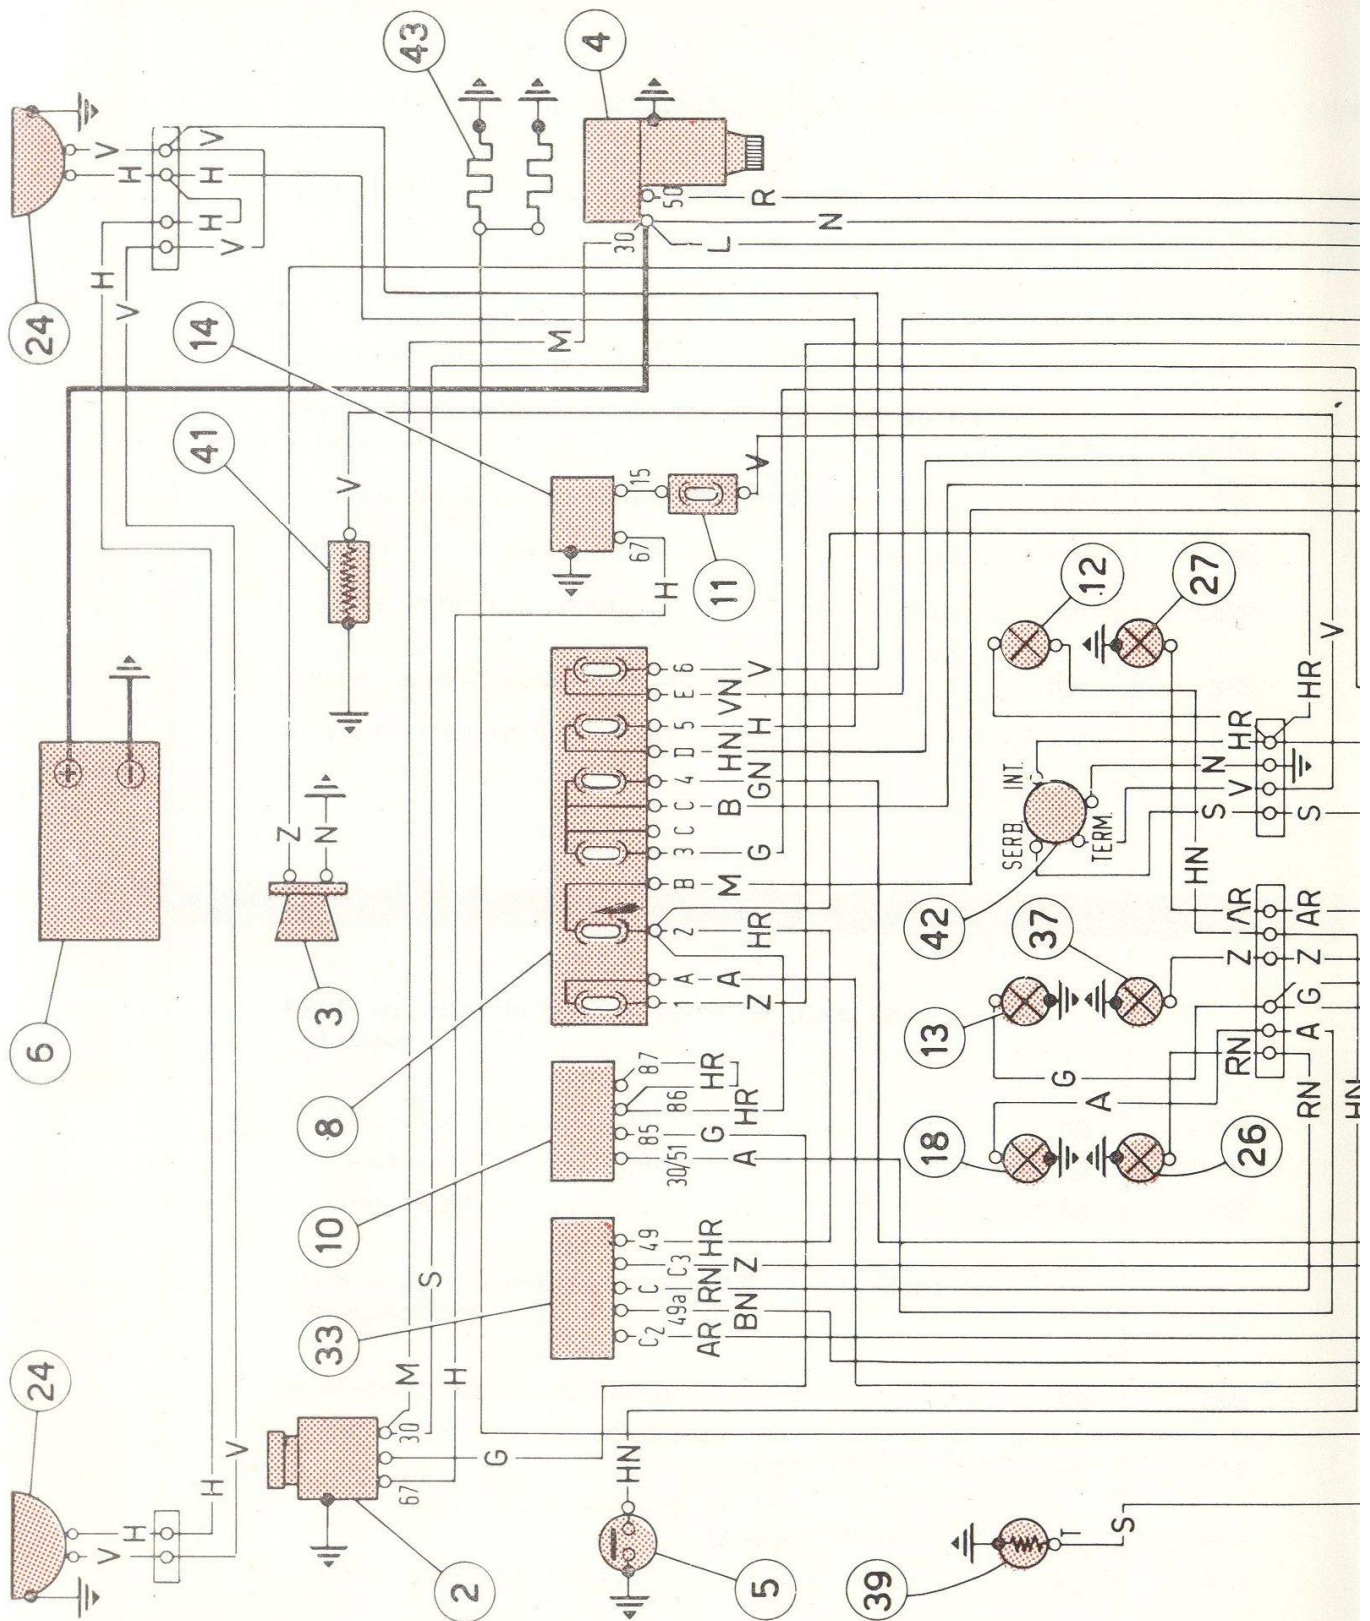 24
43
4
V
H
V
H
H
V
H
V
50
R
N
L
30
24
14
M
41
V
15
67
H
V
11
12
27
+
-
Z
N
6
3
8
6
E
5
D
4
C
C
3
B
2
A
1
V
VN
H
HN
GN
B
G
M
HR
A
Z
INT.
SERB.
TERM.
HR
N
V
S
HR
V
S
HN
42
37
13
AR
Z
AR
Z
G
A
RN
RN
HN
G
A
18
26
10
87
86
85
30/51
HR
HR
G
A
33
49
C3
C
49a
C2
HR
Z
RN
BN
AR
M
S
H
24
H
V
H
V
30
67
G
2
HN
5
39
T
S